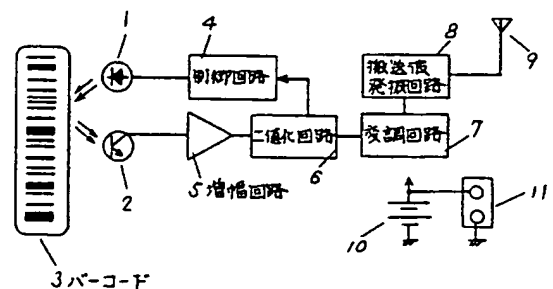 1
4
8
9
制御回路
搬送波
発振回路
二値化回路
変調回路
7
2
5 増幅回路
6
10
11
3 バーコード